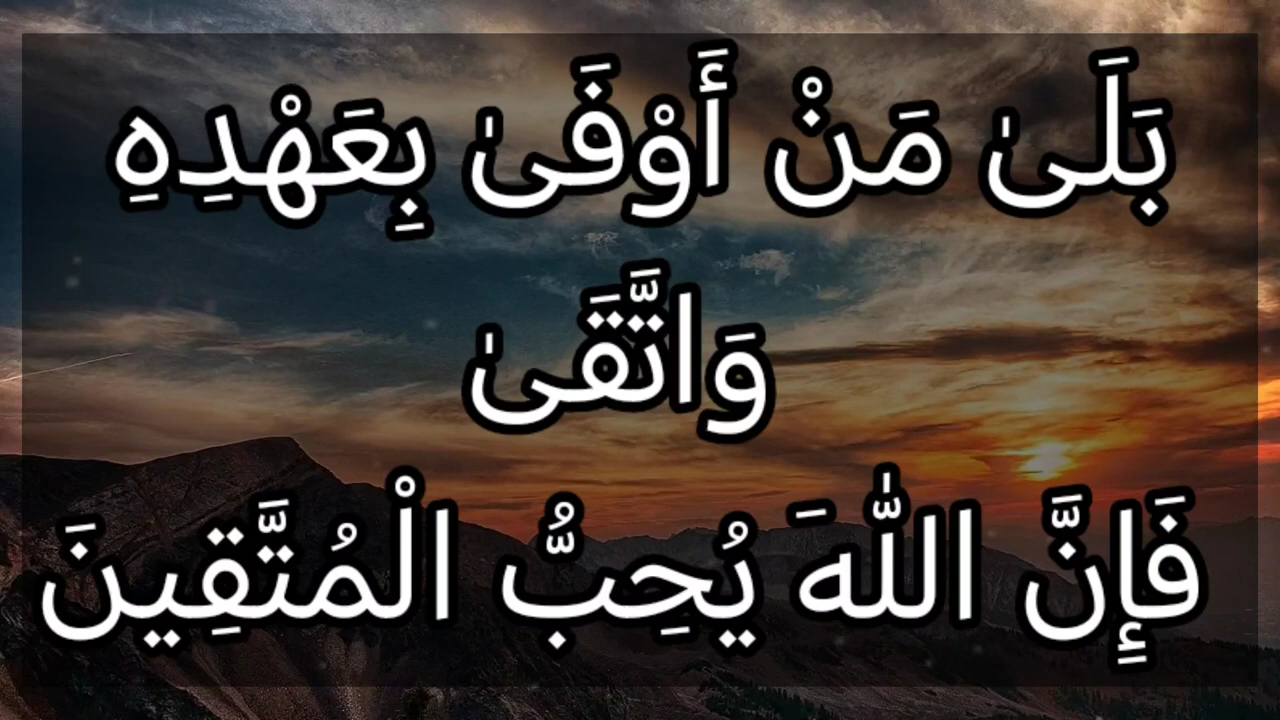 بَلَىٰ مَنْ أَوْفَىٰ بِعَهْدِهِ
وَاتَّقَىٰ
فَإِنَّ اللّٰهَ يُحِبُّ الْمُتَّقِينَ